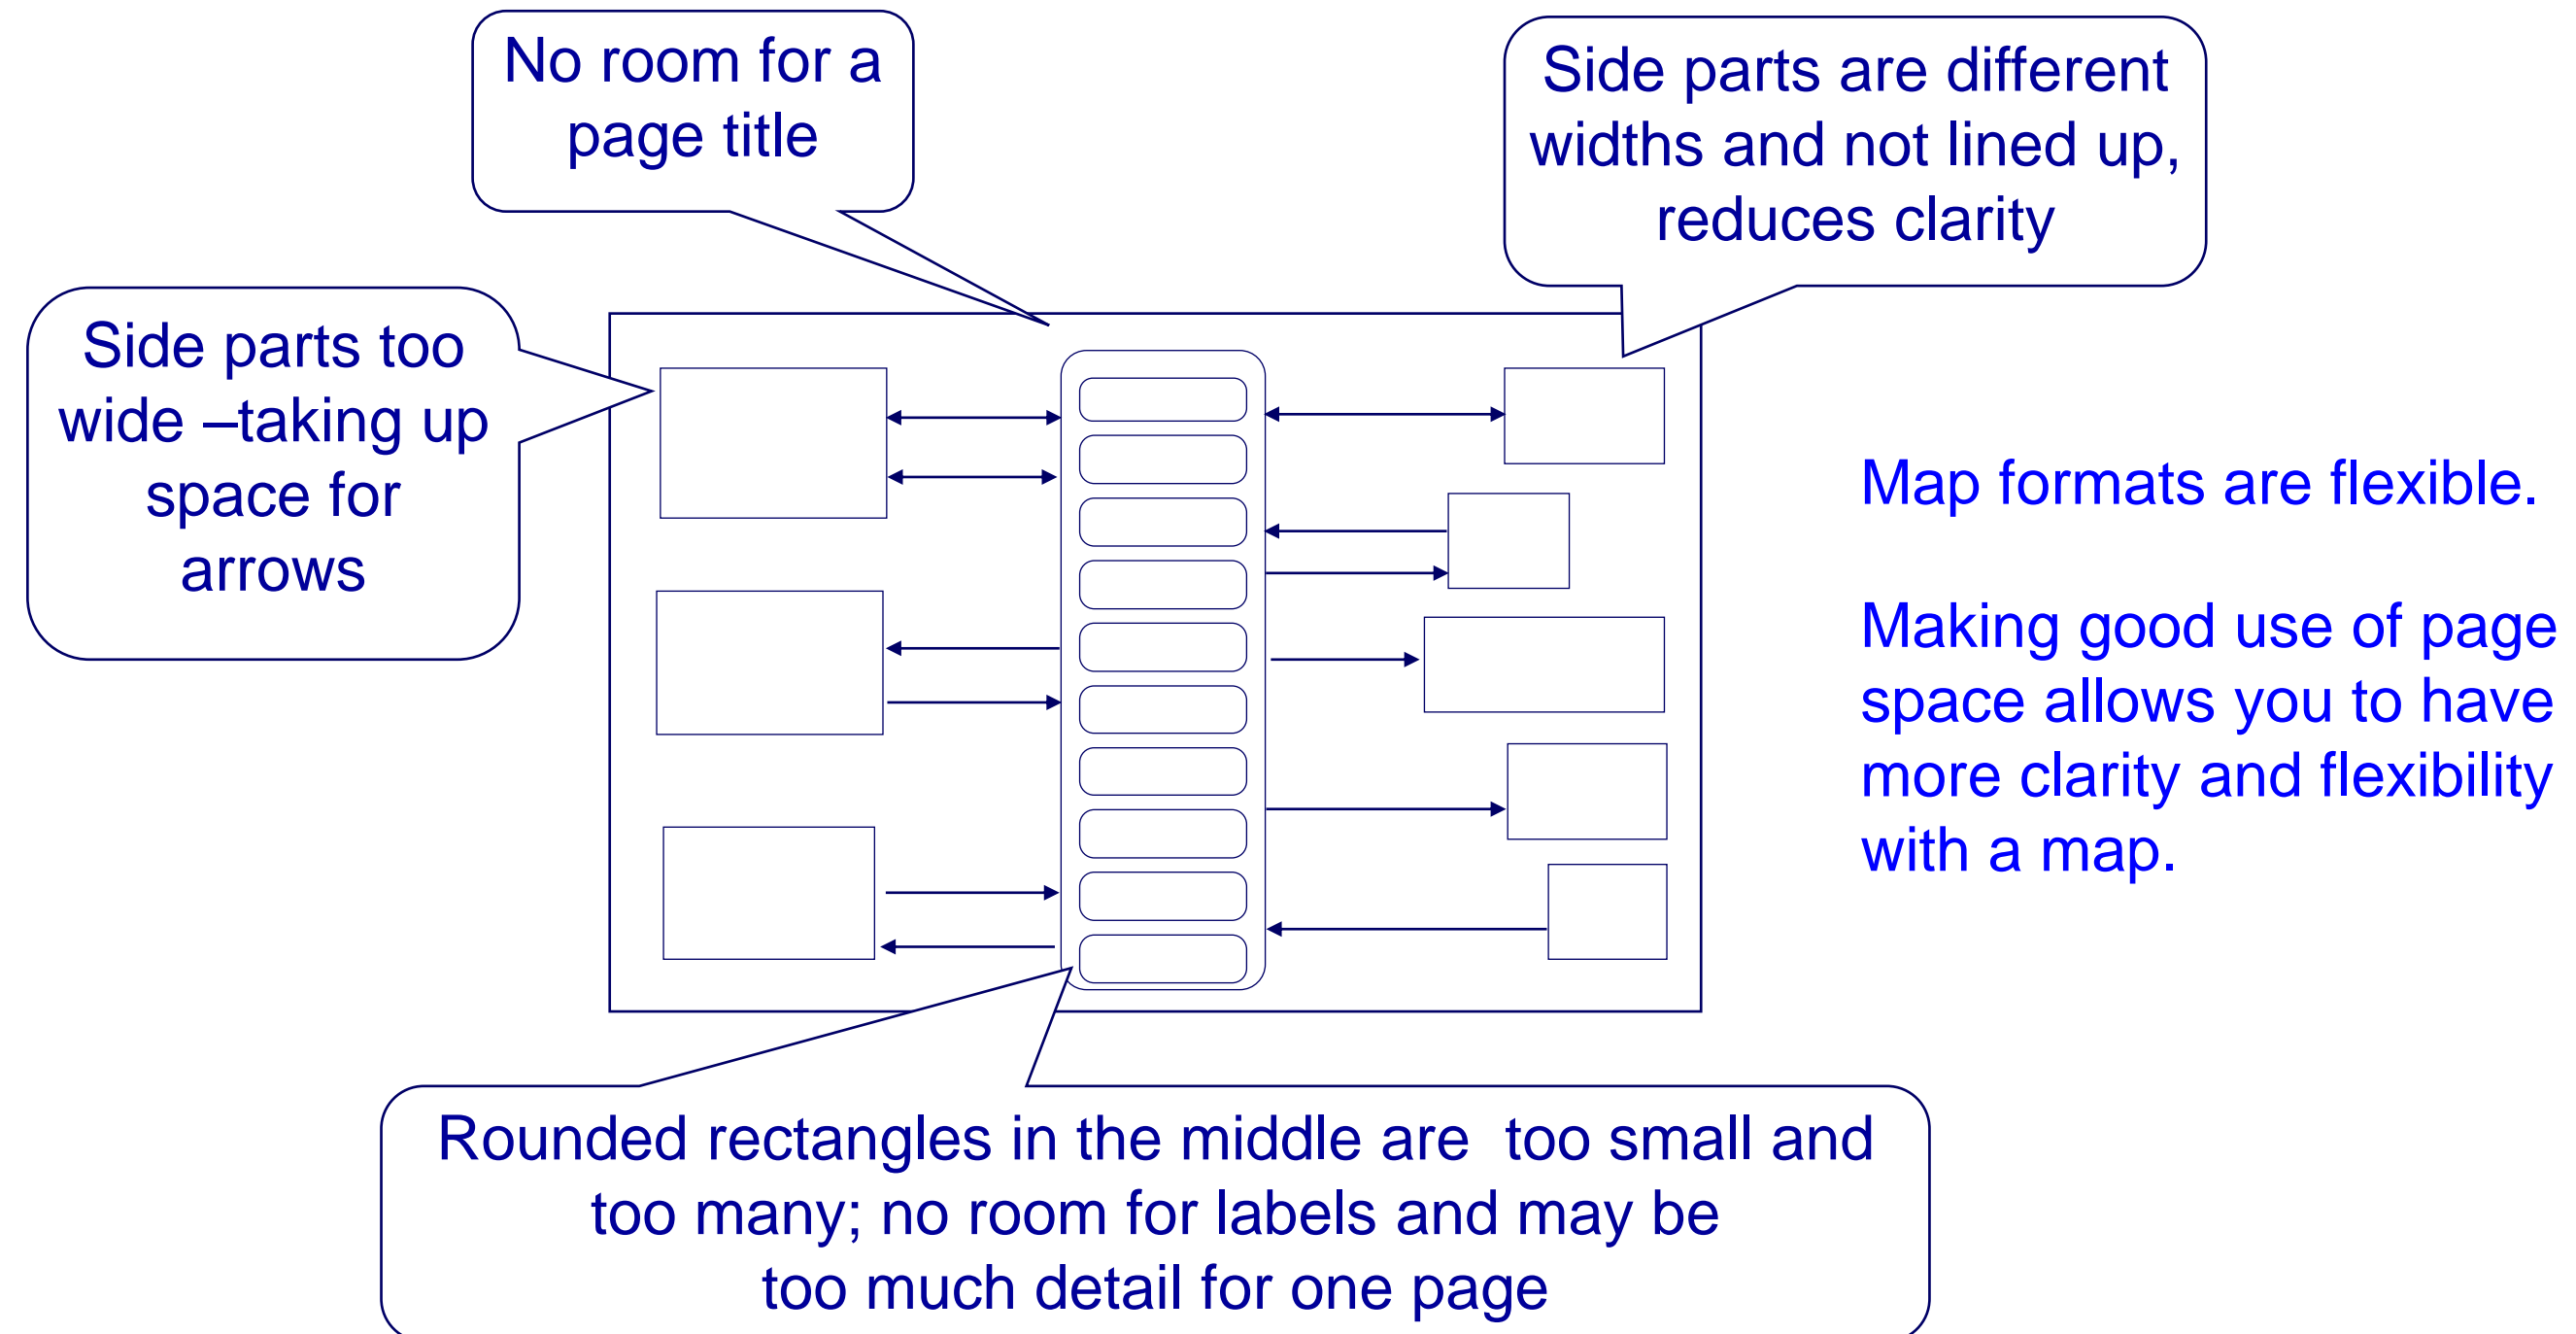 No room for a
page title
Side parts are different
widths and not lined up,
reduces clarity
Side parts too
wide –taking up
space for
arrows
Map formats are flexible.
Making good use of page
space allows you to have
more clarity and flexibility
with a map.
Rounded rectangles in the middle are  too small and
too many; no room for labels and may be
too much detail for one page